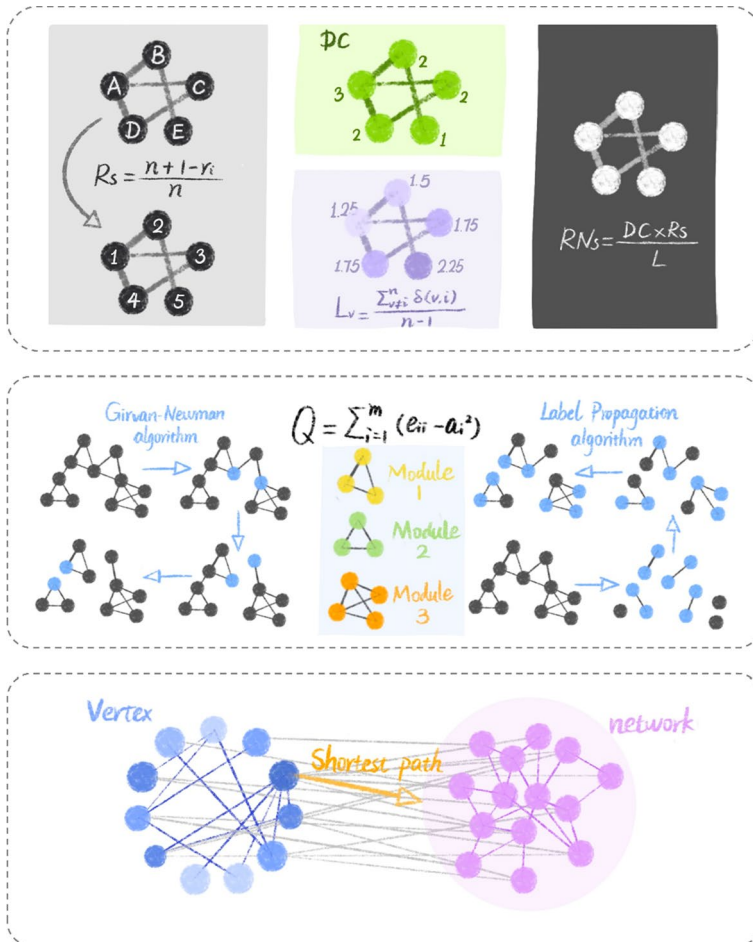 B
A
C
D
E
Rs = (n+1-ri)/n
2
1
3
4
5
DC
2
3
2
2
1
1.5
1.25
1.75
1.75
2.25
Lv = Σⁿv≠i δ(v,i)/(n-1)
RNs = (DC×Rs)/L
Girvan-Newman
algorithm
Q = Σᵐi=1 (eii - ai²)
Module
1
Module
2
Module
3
Label Propagation
algorithm
Vertex
Shortest path
network